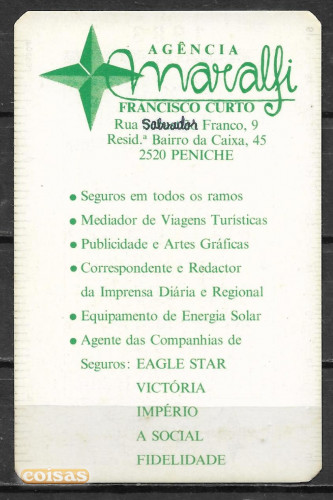 AGÊNCIA
Amaralfi
FRANCISCO CURTO
Rua Salvador Franco, 9
Resid.ª Bairro da Caixa, 45
2520 PENICHE
• Seguros em todos os ramos
• Mediador de Viagens Turísticas
• Publicidade e Artes Gráficas
• Correspondente e Redactor
da Imprensa Diária e Regional
• Equipamento de Energia Solar
• Agente das Companhias de
Seguros: EAGLE STAR
VICTÓRIA
IMPÉRIO
A SOCIAL
FIDELIDADE
coisas